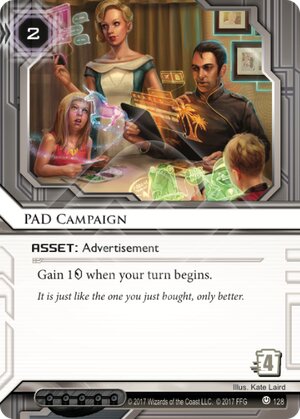 2
PAD Campaign
ASSET: Advertisement
Gain 1 when your turn begins.
It is just like the one you just bought, only better.
4
Illus. Kate Laird
© 2017 Wizards of the Coast LLC. © 2017 FFG 128